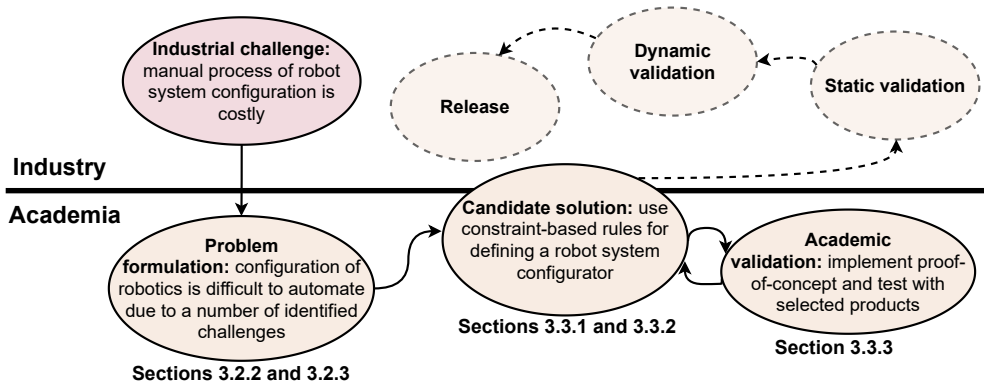 Industrial challenge:
manual process of robot
system configuration is
costly
Release
Dynamic
validation
Static validation
Industry
Academia
Problem
formulation: configuration of
robotics is difficult to automate
due to a number of identified
challenges
Sections 3.2.2 and 3.2.3
Candidate solution: use
constraint-based rules for
defining a robot system
configurator
Sections 3.3.1 and 3.3.2
Academic
validation: implement proof-
of-concept and test with
selected products
Section 3.3.3